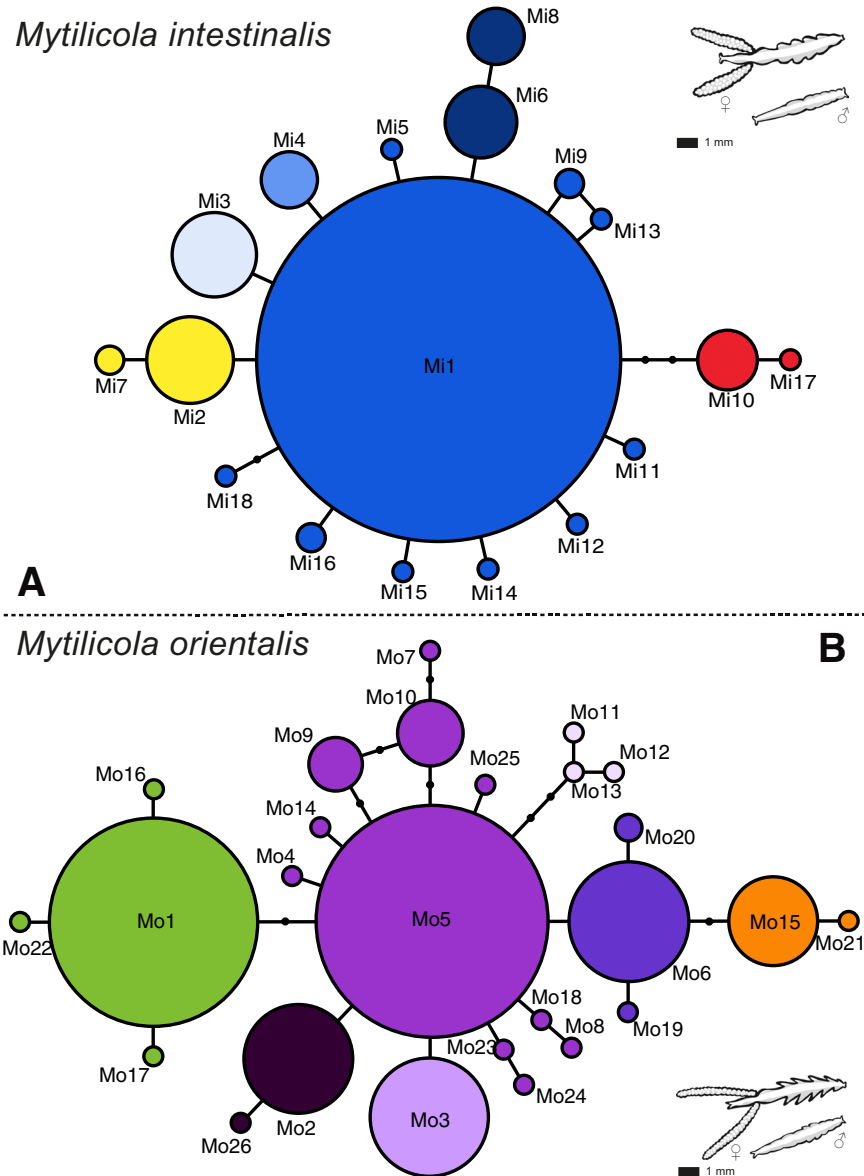 Mytilicola intestinalis
Mi8
♀
♂
1 mm
Mi6
Mi5
Mi4
Mi9
Mi3
Mi13
Mi1
Mi7
Mi2
Mi10
Mi17
Mi11
Mi18
Mi12
Mi16
Mi15
Mi14
A
Mytilicola orientalis
B
Mo7
Mo10
Mo11
Mo9
Mo12
Mo25
Mo16
Mo13
Mo14
Mo20
Mo4
Mo1
Mo5
Mo15
Mo22
Mo21
Mo6
Mo18
Mo8
Mo19
Mo23
Mo17
Mo24
Mo2
Mo3
Mo26
♀
♂
1 mm